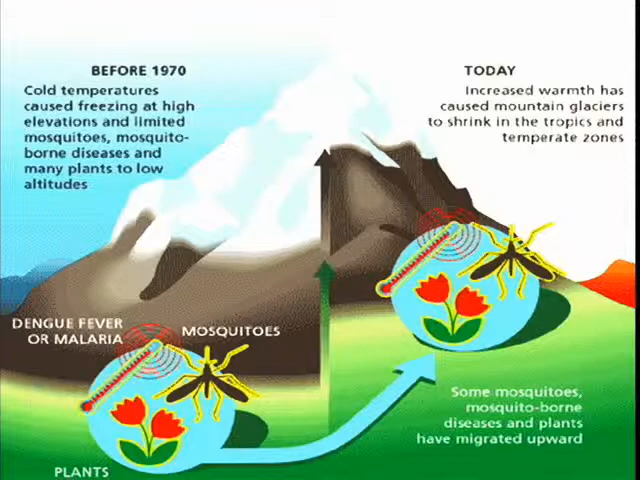 BEFORE 1970
Cold temperatures
caused freezing at high
elevations and limited
mosquitoes, mosquito-
borne diseases and
many plants to low
altitudes
TODAY
Increased warmth has
caused mountain glaciers
to shrink in the tropics and
temperate zones
DENGUE FEVER
OR MALARIA
MOSQUITOES
PLANTS
Some mosquitoes,
mosquito-borne
diseases and plants
have migrated upward